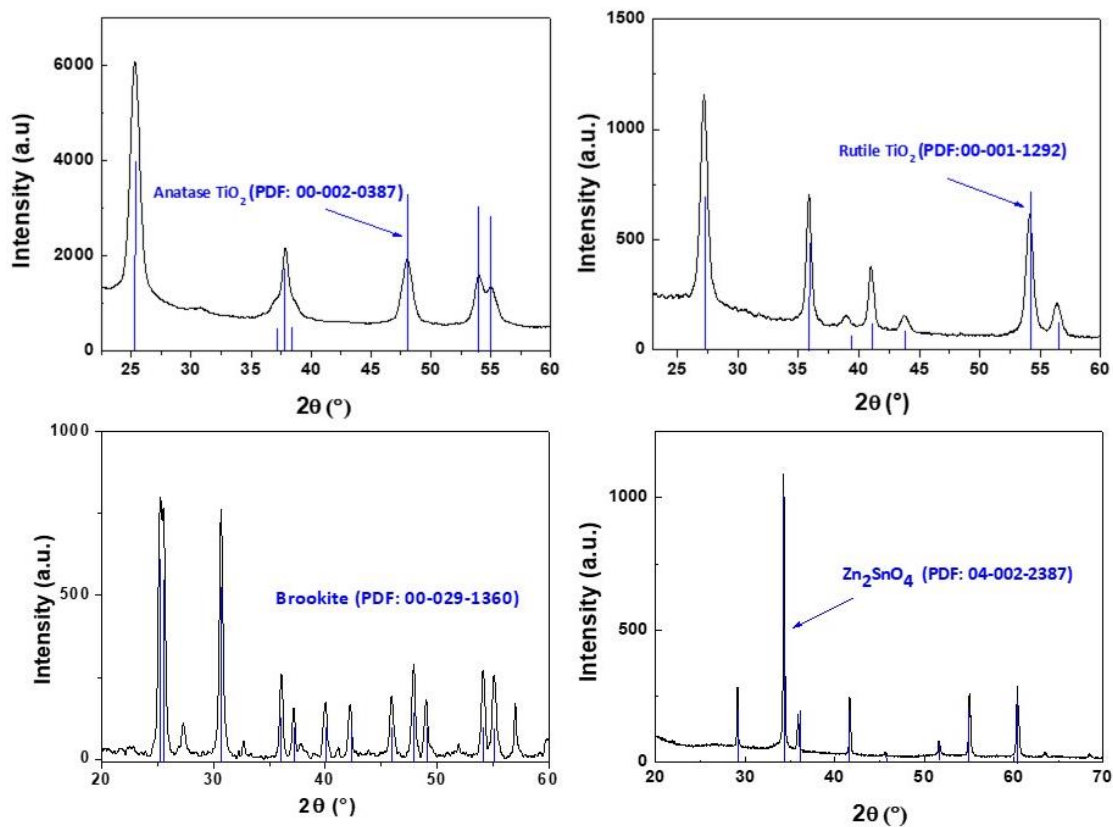 Intensity (a.u)
6000
4000
2000
0
Anatase TiO₂ (PDF: 00-002-0387)
25 30 35 40 45 50 55 60
2θ (°)
Intensity (a.u.)
1500
1000
500
0
Rutile TiO₂ (PDF:00-001-1292)
25 30 35 40 45 50 55 60
2θ (°)
Intensity (a.u.)
1000
500
0
Brookite (PDF: 00-029-1360)
20 30 40 50 60
2θ (°)
Intensity (a.u.)
1000
500
0
Zn₂SnO₄ (PDF: 04-002-2387)
20 30 40 50 60 70
2θ (°)